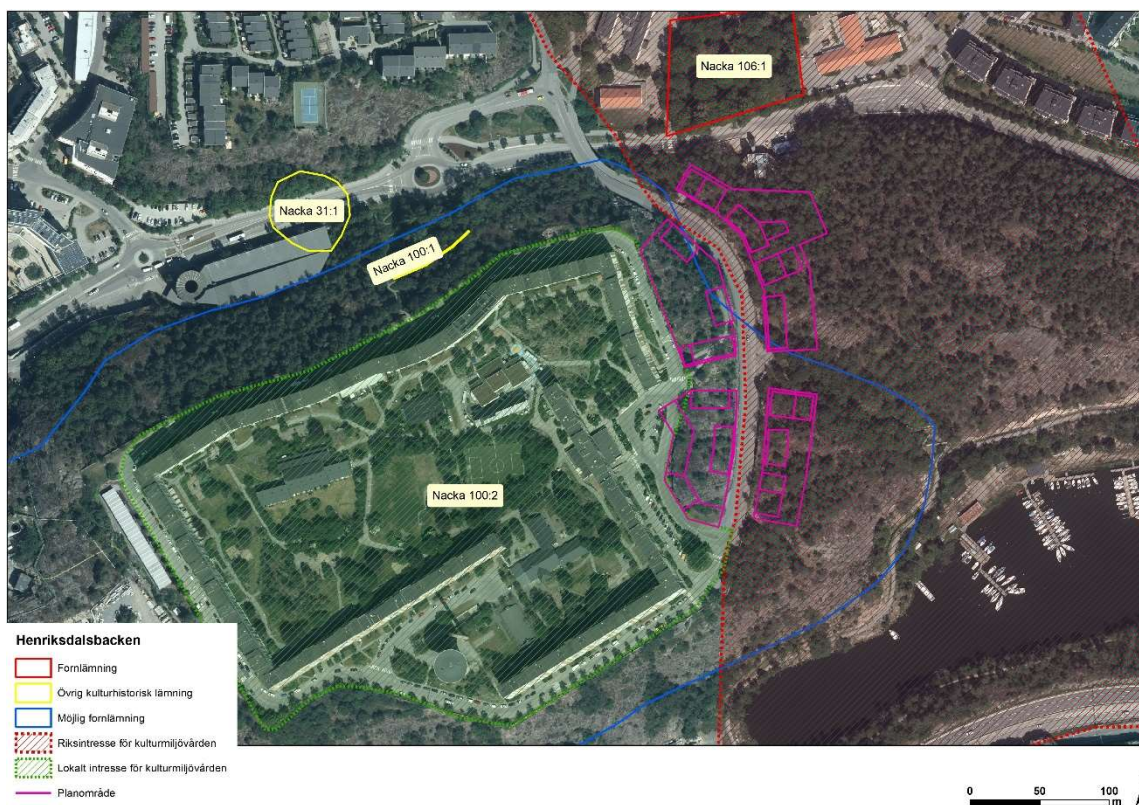 Nacka 106:1
Nacka 31:1
Nacka 100:1
Nacka 100:2
Henriksdalsbacken
Fornlämning
Övrig kulturhistorisk lämning
Möjlig fornlämning
Riksintresse för kulturmiljövården
Lokalt intresse för kulturmiljövården
Planområde
0 50 100
m